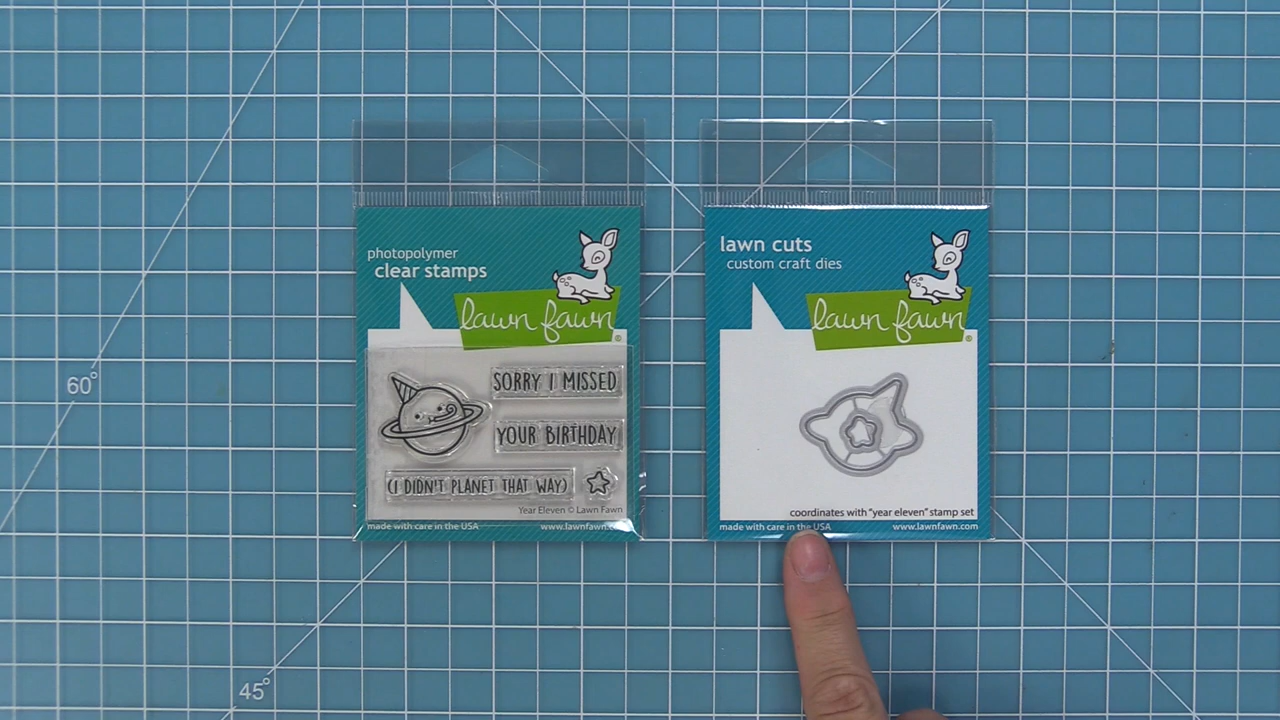 photopolymer
clear stamps
lawn fawn®
SORRY I MISSED
YOUR BIRTHDAY
(I DIDN'T PLANET THAT WAY)
Year Eleven © Lawn Fawn
made with care in the USA
www.lawnfawn.com
lawn cuts
custom craft dies
lawn fawn®
coordinates with "year eleven" stamp set
made with care in the USA
www.lawnfawn.com
60°
45°